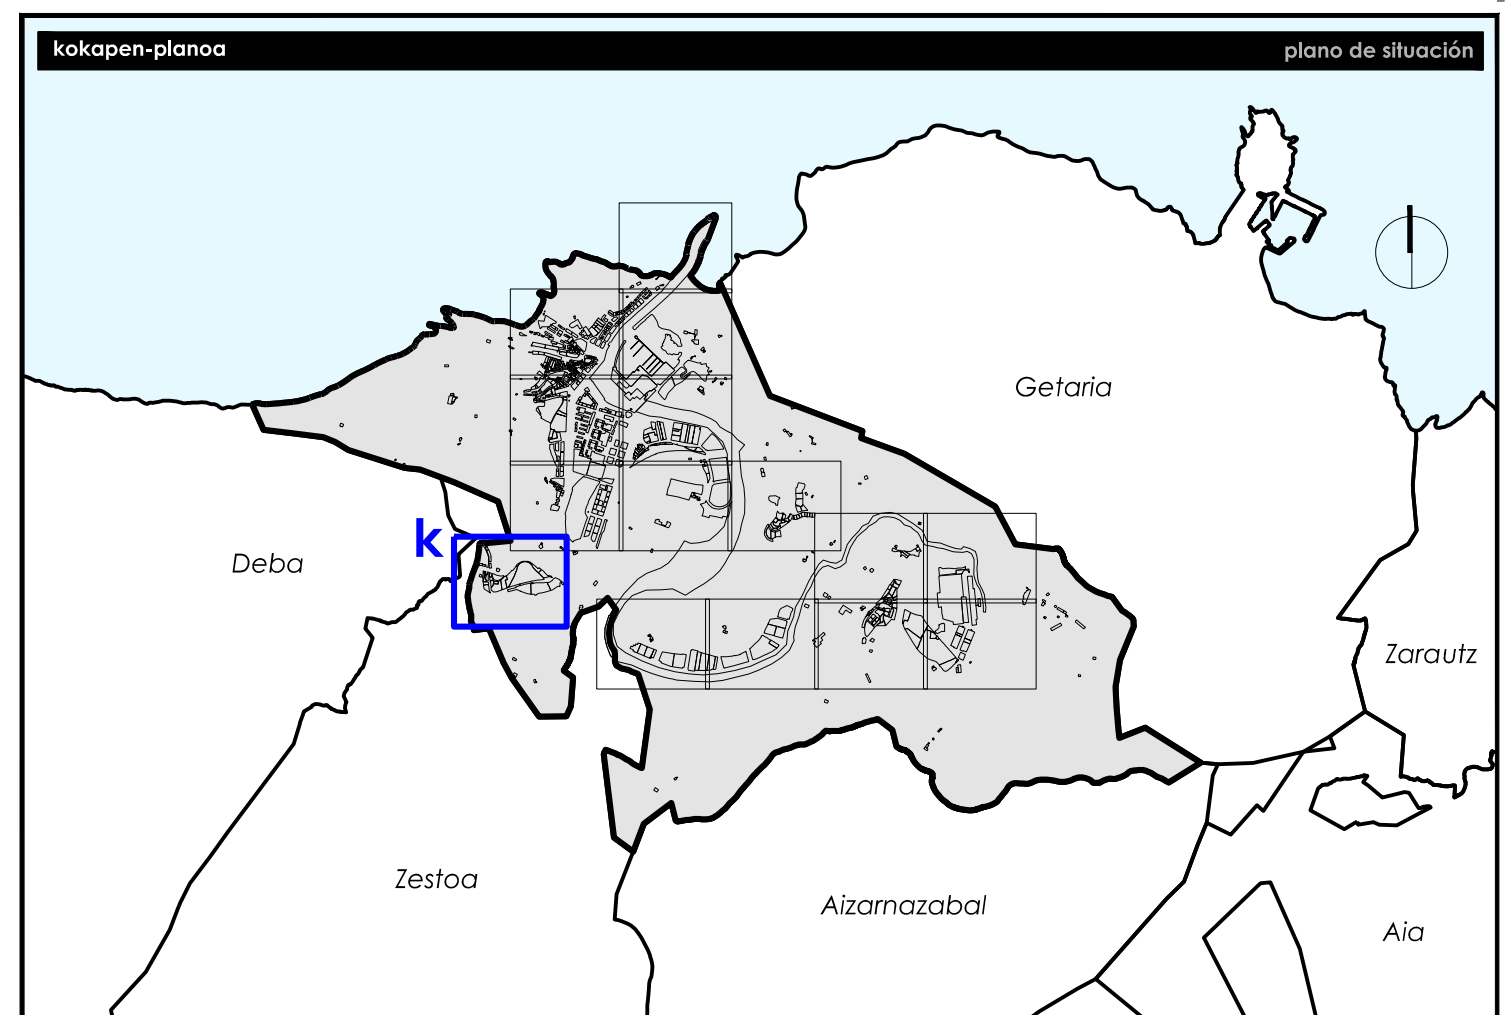 kokapen-planoa
plano de situación
Getaria
k
Deba
Zarautz
Zestoa
Aizarnazabal
Aia